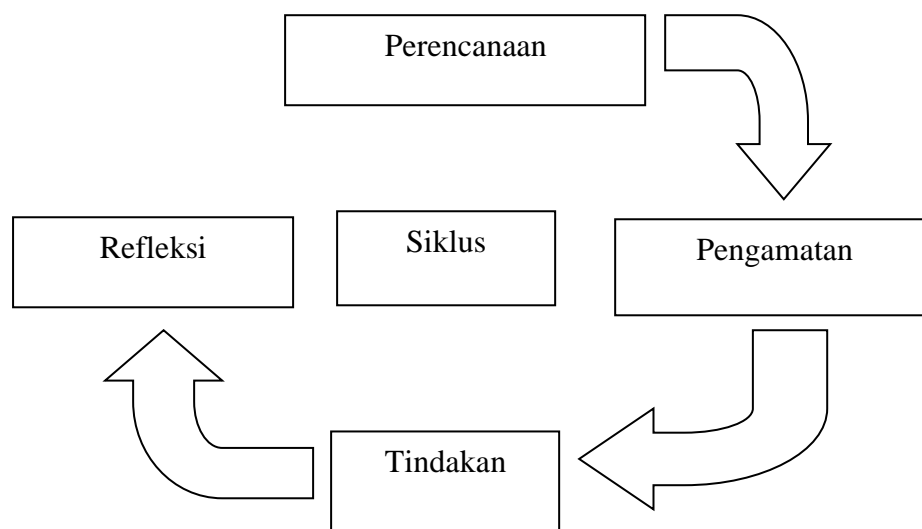 Perencanaan
Refleksi
Siklus
Pengamatan
Tindakan